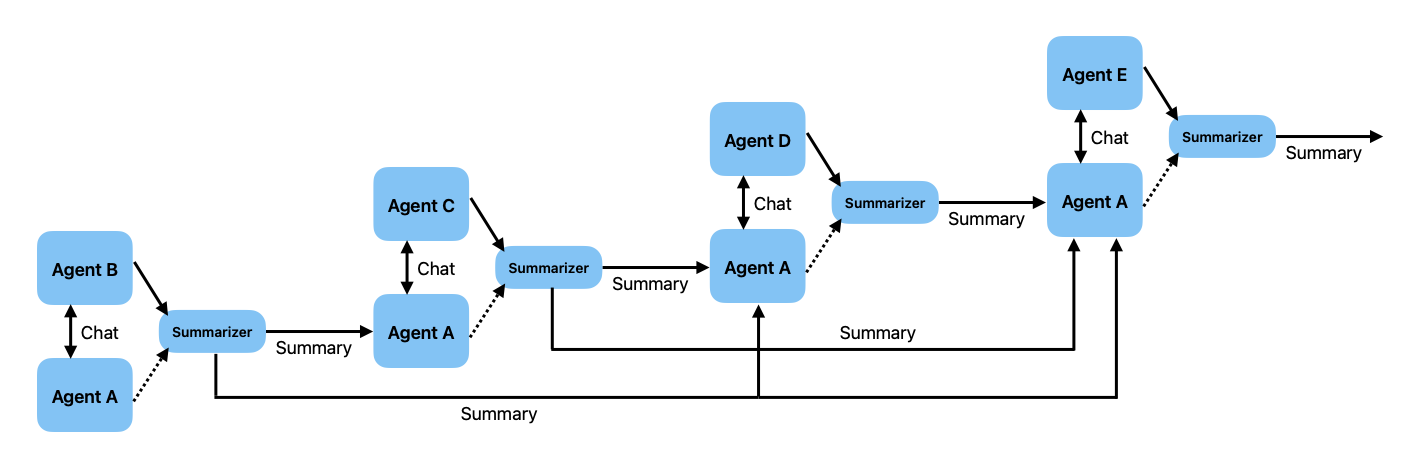 Agent B
Chat
Agent A
Summarizer
Summary
Agent C
Chat
Agent A
Summarizer
Summary
Agent D
Chat
Agent A
Summarizer
Summary
Agent E
Chat
Agent A
Summarizer
Summary
Summary
Summary